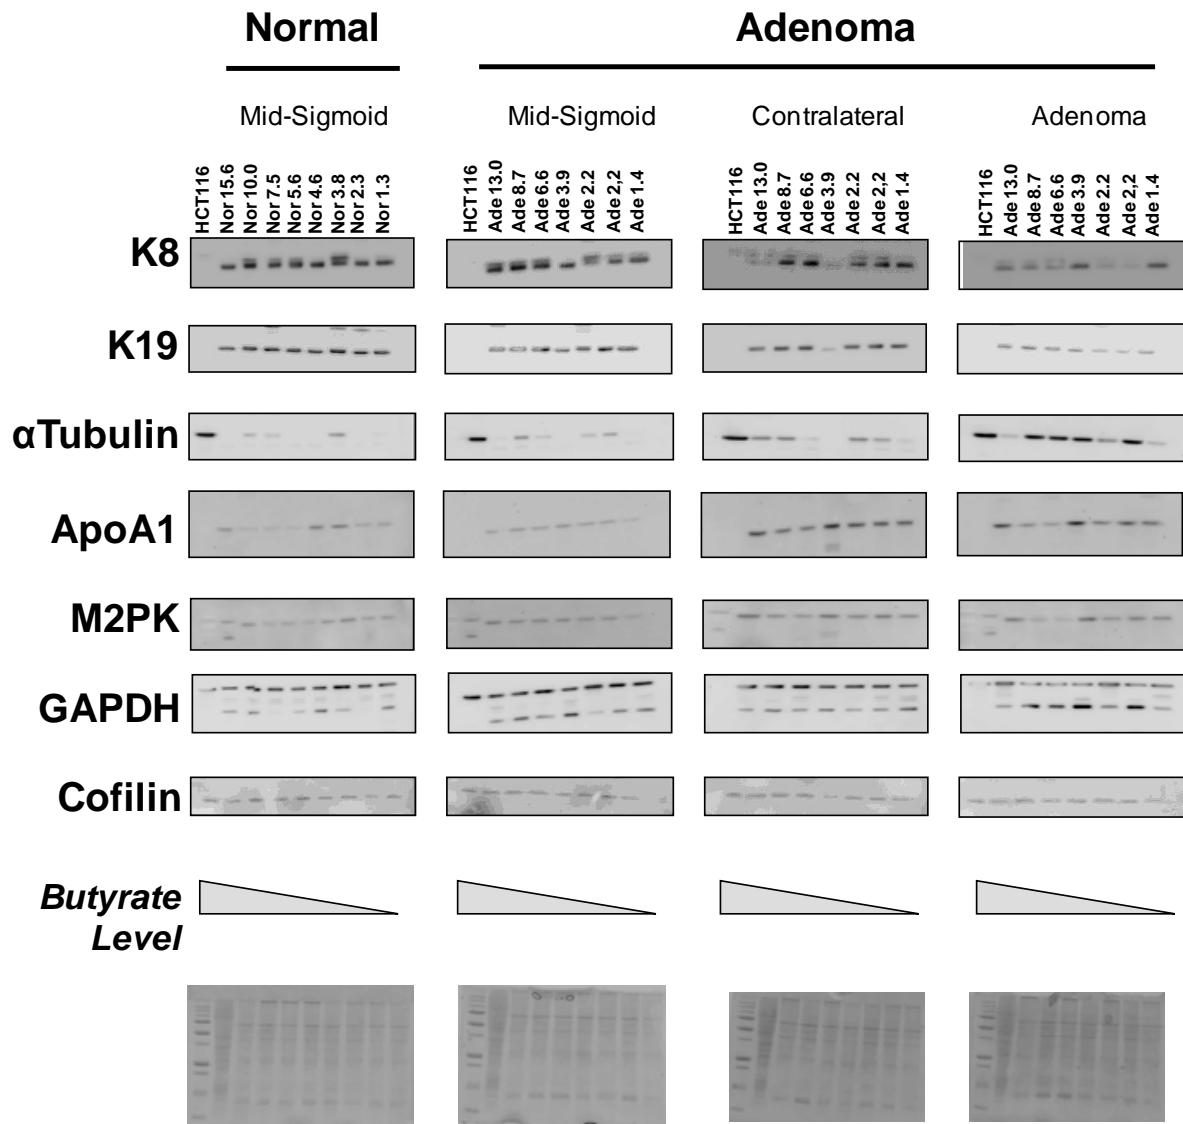 Normal
Adenoma
Mid-Sigmoid
Mid-Sigmoid
Contralateral
Adenoma
HCT116
Nor 15.6
Nor 10.0
Nor 7.5
Nor 5.6
Nor 4.6
Nor 3.8
Nor 2.3
Nor 1.3
HCT116
Ade 13.0
Ade 8.7
Ade 6.6
Ade 3.9
Ade 2.2
Ade 2,2
Ade 1.4
HCT116
Ade 13.0
Ade 8.7
Ade 6.6
Ade 3.9
Ade 2.2
Ade 2,2
Ade 1.4
HCT116
Ade 13.0
Ade 8.7
Ade 6.6
Ade 3.9
Ade 2.2
Ade 2,2
Ade 1.4
K8
K19
αTubulin
ApoA1
M2PK
GAPDH
Cofilin
Butyrate
Level